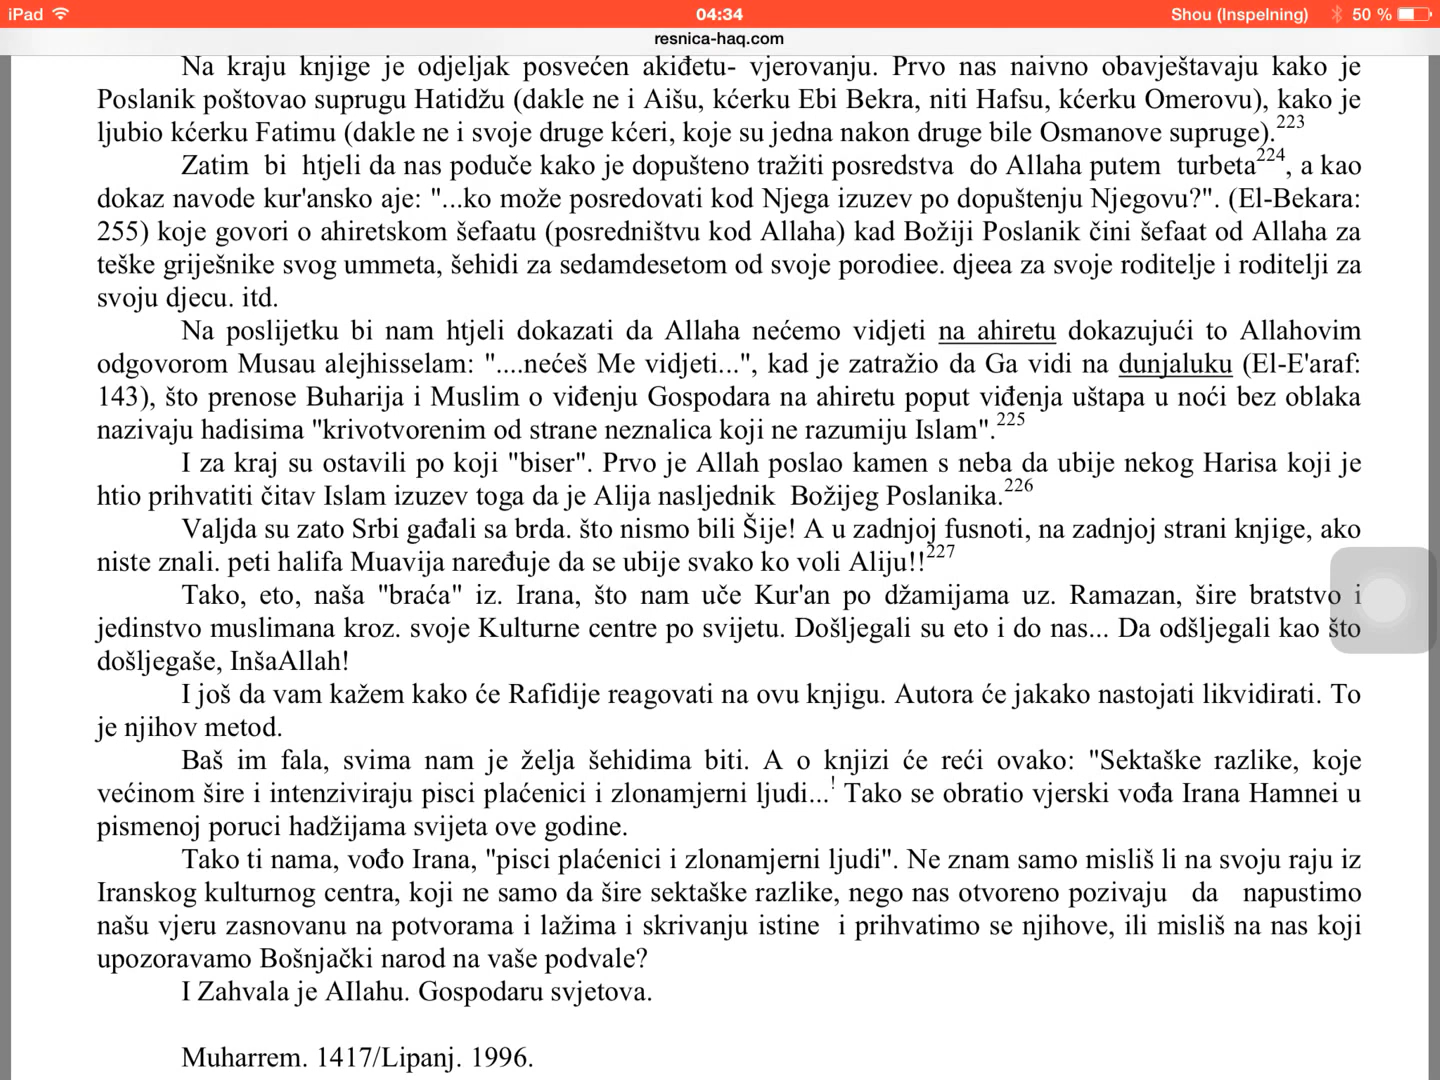 iPad 04:34 Shou (Inspelning) 50 %
resnica-haq.com
Na kraju knjige je odjeljak posvećen akiđetu- vjerovanju. Prvo nas naivno obavještavaju kako je
Poslanik poštovao suprugu Hatidžu (dakle ne i Aišu, kćerku Ebi Bekra, niti Hafsu, kćerku Omerovu), kako je
ljubio kćerku Fatimu (dakle ne i svoje druge kćeri, koje su jedna nakon druge bile Osmanove supruge).223
Zatim bi htjeli da nas poduče kako je dopušteno tražiti posredstva do Allaha putem turbeta224, a kao
dokaz navode kur'ansko aje: "...ko može posredovati kod Njega izuzev po dopuštenju Njegovu?". (El-Bekara:
255) koje govori o ahiretskom šefaatu (posredništvu kod Allaha) kad Božiji Poslanik čini šefaat od Allaha za
teške griješnike svog ummeta, šehidi za sedamdesetom od svoje porodiee. djeea za svoje roditelje i roditelji za
svoju djecu. itd.
Na poslijetku bi nam htjeli dokazati da Allaha nećemo vidjeti na ahiretu dokazujući to Allahovim
odgovorom Musau alejhisselam: "....nećeš Me vidjeti...", kad je zatražio da Ga vidi na dunjaluku (El-E'araf:
143), što prenose Buharija i Muslim o viđenju Gospodara na ahiretu poput viđenja uštapa u noći bez oblaka
nazivaju hadisima "krivotvorenim od strane neznalica koji ne razumiju Islam".225
I za kraj su ostavili po koji "biser". Prvo je Allah poslao kamen s neba da ubije nekog Harisa koji je
htio prihvatiti čitav Islam izuzev toga da je Alija nasljednik Božijeg Poslanika.226
Valjda su zato Srbi gađali sa brda. što nismo bili Šije! A u zadnjoj fusnoti, na zadnjoj strani knjige, ako
niste znali. peti halifa Muavija naređuje da se ubije svako ko voli Aliju!!227
Tako, eto, naša "braća" iz. Irana, što nam uče Kur'an po džamijama uz. Ramazan, šire bratstvo i
jedinstvo muslimana kroz. svoje Kulturne centre po svijetu. Došljegali su eto i do nas... Da odšljegali kao što
došljegaše, InšaAllah!
I još da vam kažem kako će Rafidije reagovati na ovu knjigu. Autora će jakako nastojati likvidirati. To
je njihov metod.
Baš im fala, svima nam je želja šehidima biti. A o knjizi će reći ovako: "Sektaške razlike, koje
većinom šire i intenziviraju pisci plaćenici i zlonamjerni ljudi...! Tako se obratio vjerski vođa Irana Hamnei u
pismenoj poruci hadžijama svijeta ove godine.
Tako ti nama, vođo Irana, "pisci plaćenici i zlonamjerni ljudi". Ne znam samo misliš li na svoju raju iz
Iranskog kulturnog centra, koji ne samo da šire sektaške razlike, nego nas otvoreno pozivaju da napustimo
našu vjeru zasnovanu na potvorama i lažima i skrivanju istine i prihvatimo se njihove, ili misliš na nas koji
upozoravamo Bošnjački narod na vaše podvale?
I Zahvala je AIlahu. Gospodaru svjetova.
Muharrem. 1417/Lipanj. 1996.